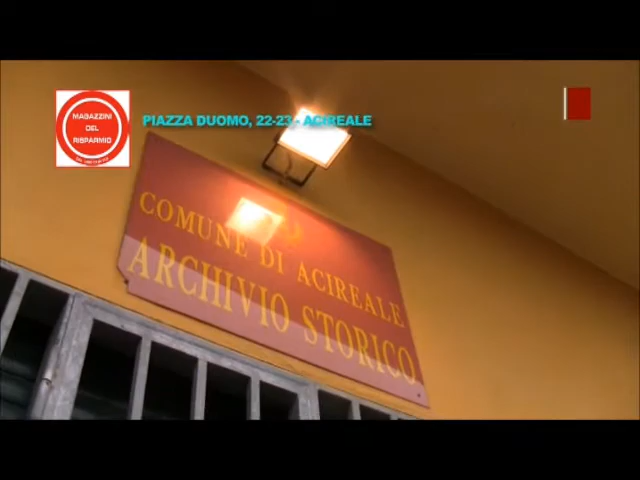 MAGAZZINI
DEL
RISPARMIO
PIAZZA DUOMO, 22-23 - ACIREALE
COMUNE DI ACIREALE
ARCHIVIO STORICO